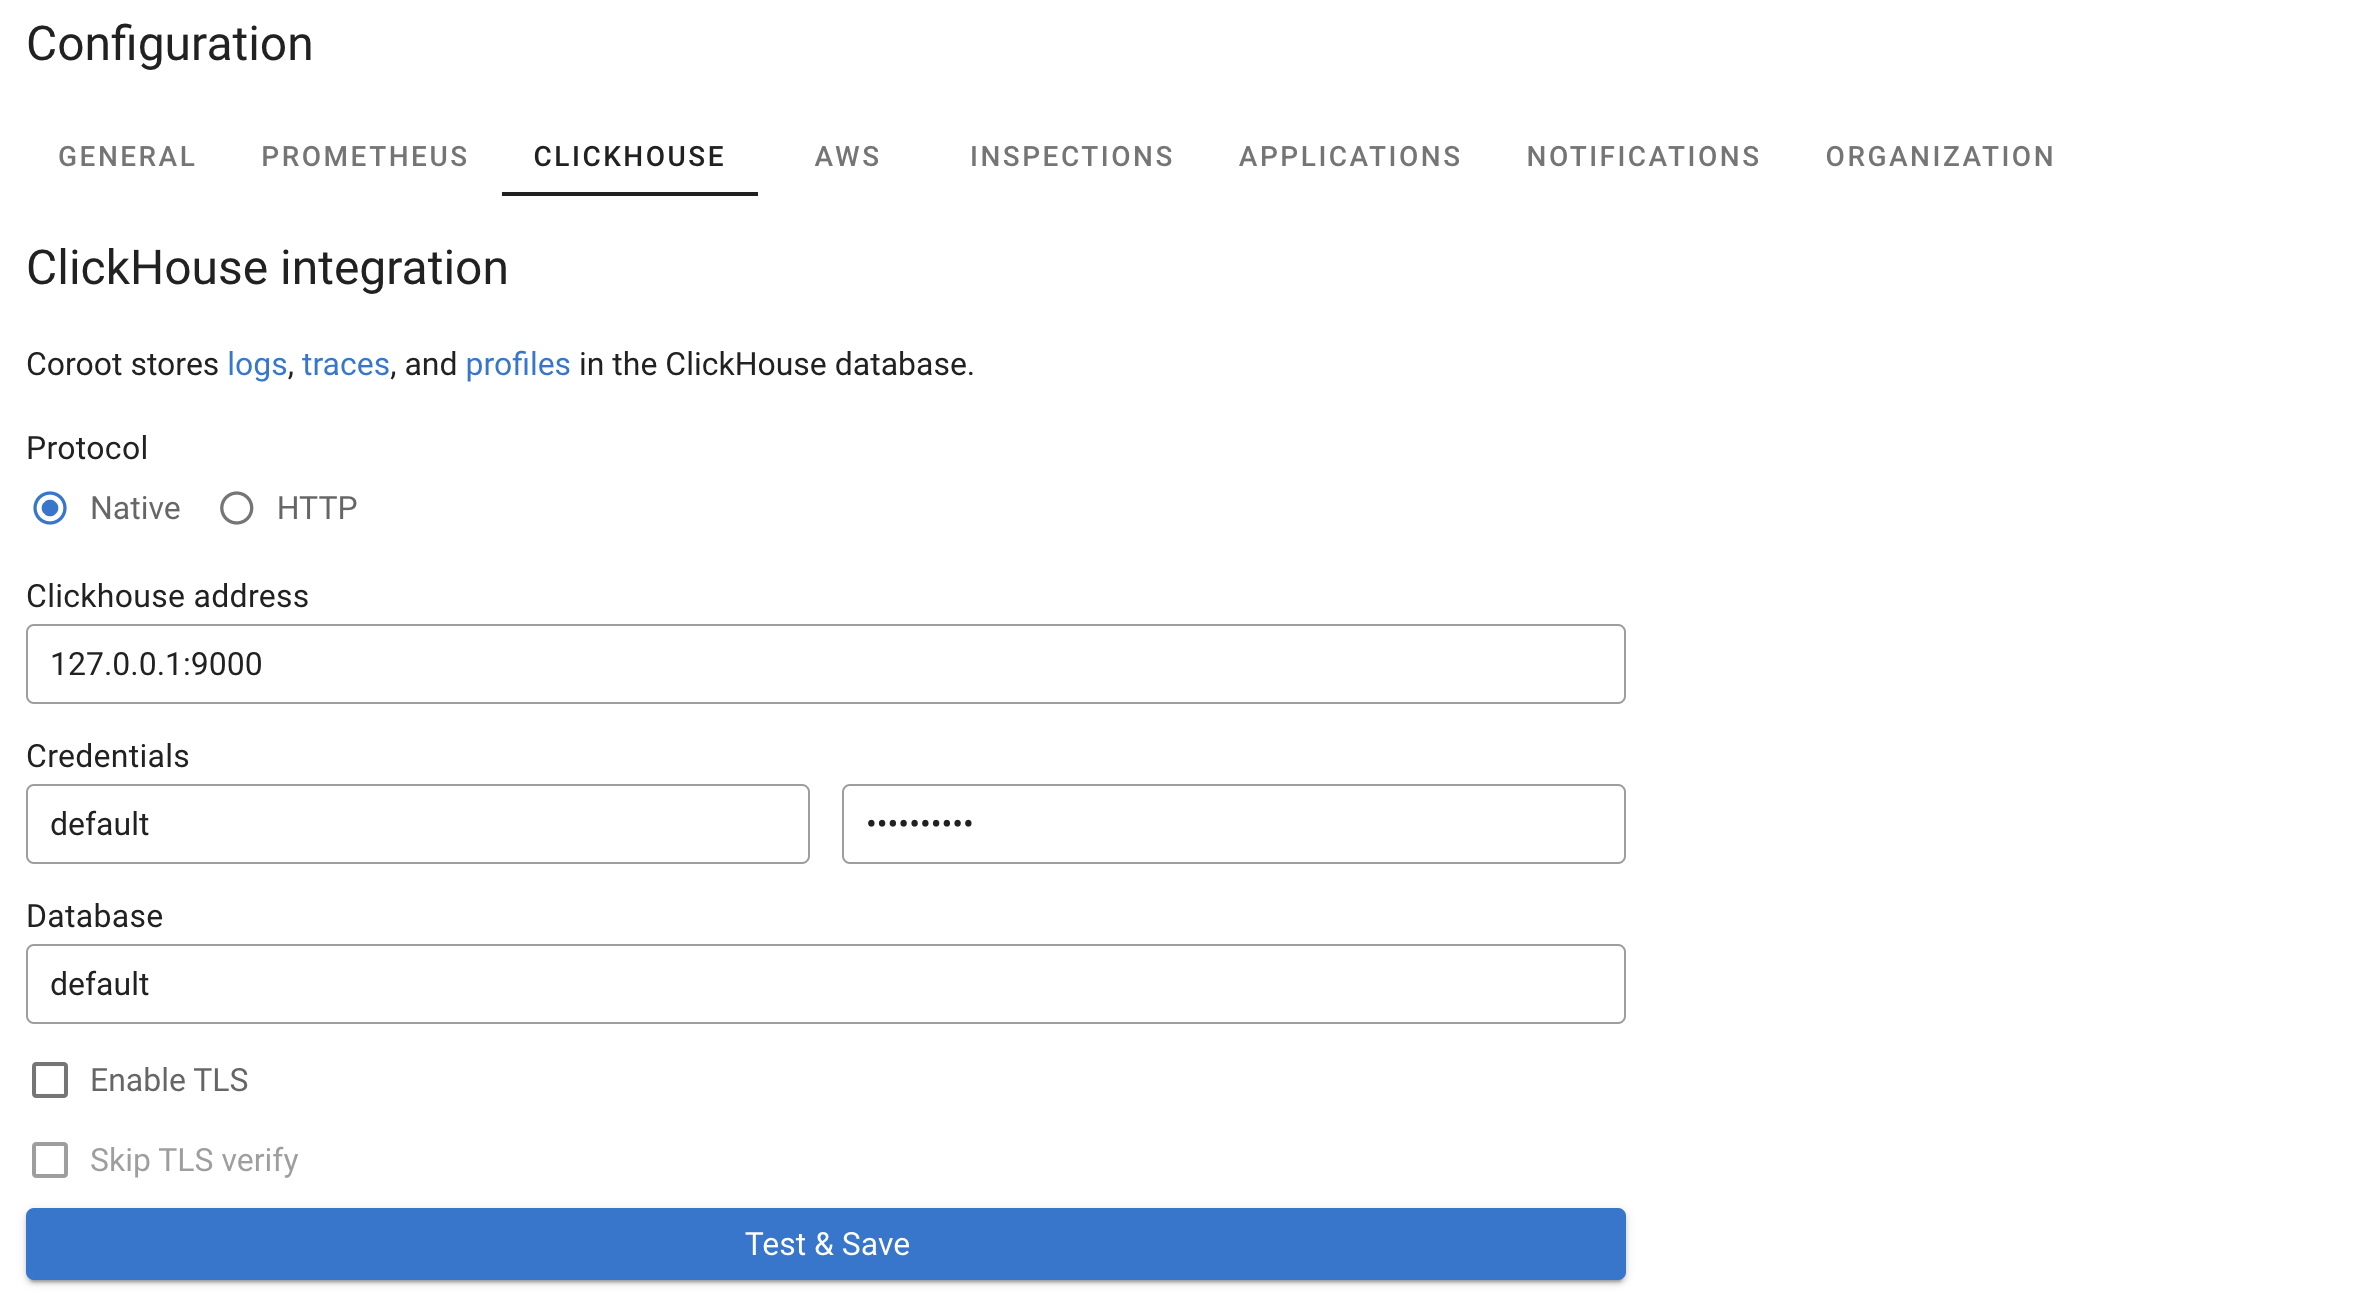 Configuration
GENERAL PROMETHEUS CLICKHOUSE AWS INSPECTIONS APPLICATIONS NOTIFICATIONS ORGANIZATION
ClickHouse integration
Coroot stores logs, traces, and profiles in the ClickHouse database.
Protocol
Native HTTP
Clickhouse address
127.0.0.1:9000
Credentials
default ••••••••••
Database
default
Enable TLS
Skip TLS verify
Test & Save